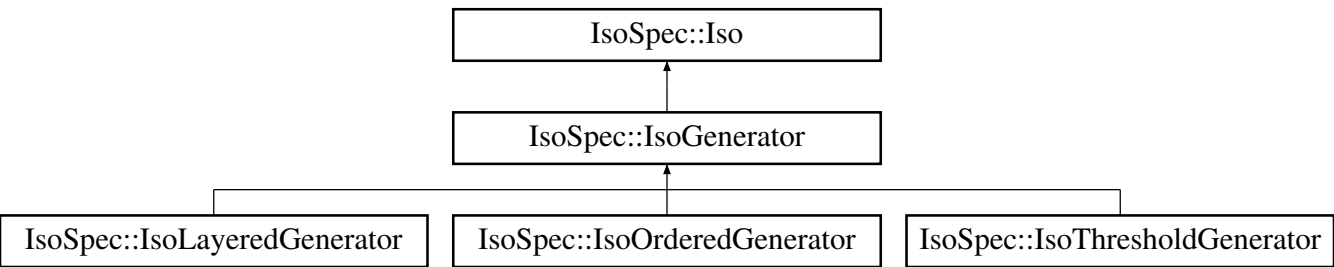 IsoSpec::Iso
IsoSpec::IsoGenerator
IsoSpec::IsoLayeredGenerator
IsoSpec::IsoOrderedGenerator
IsoSpec::IsoThresholdGenerator